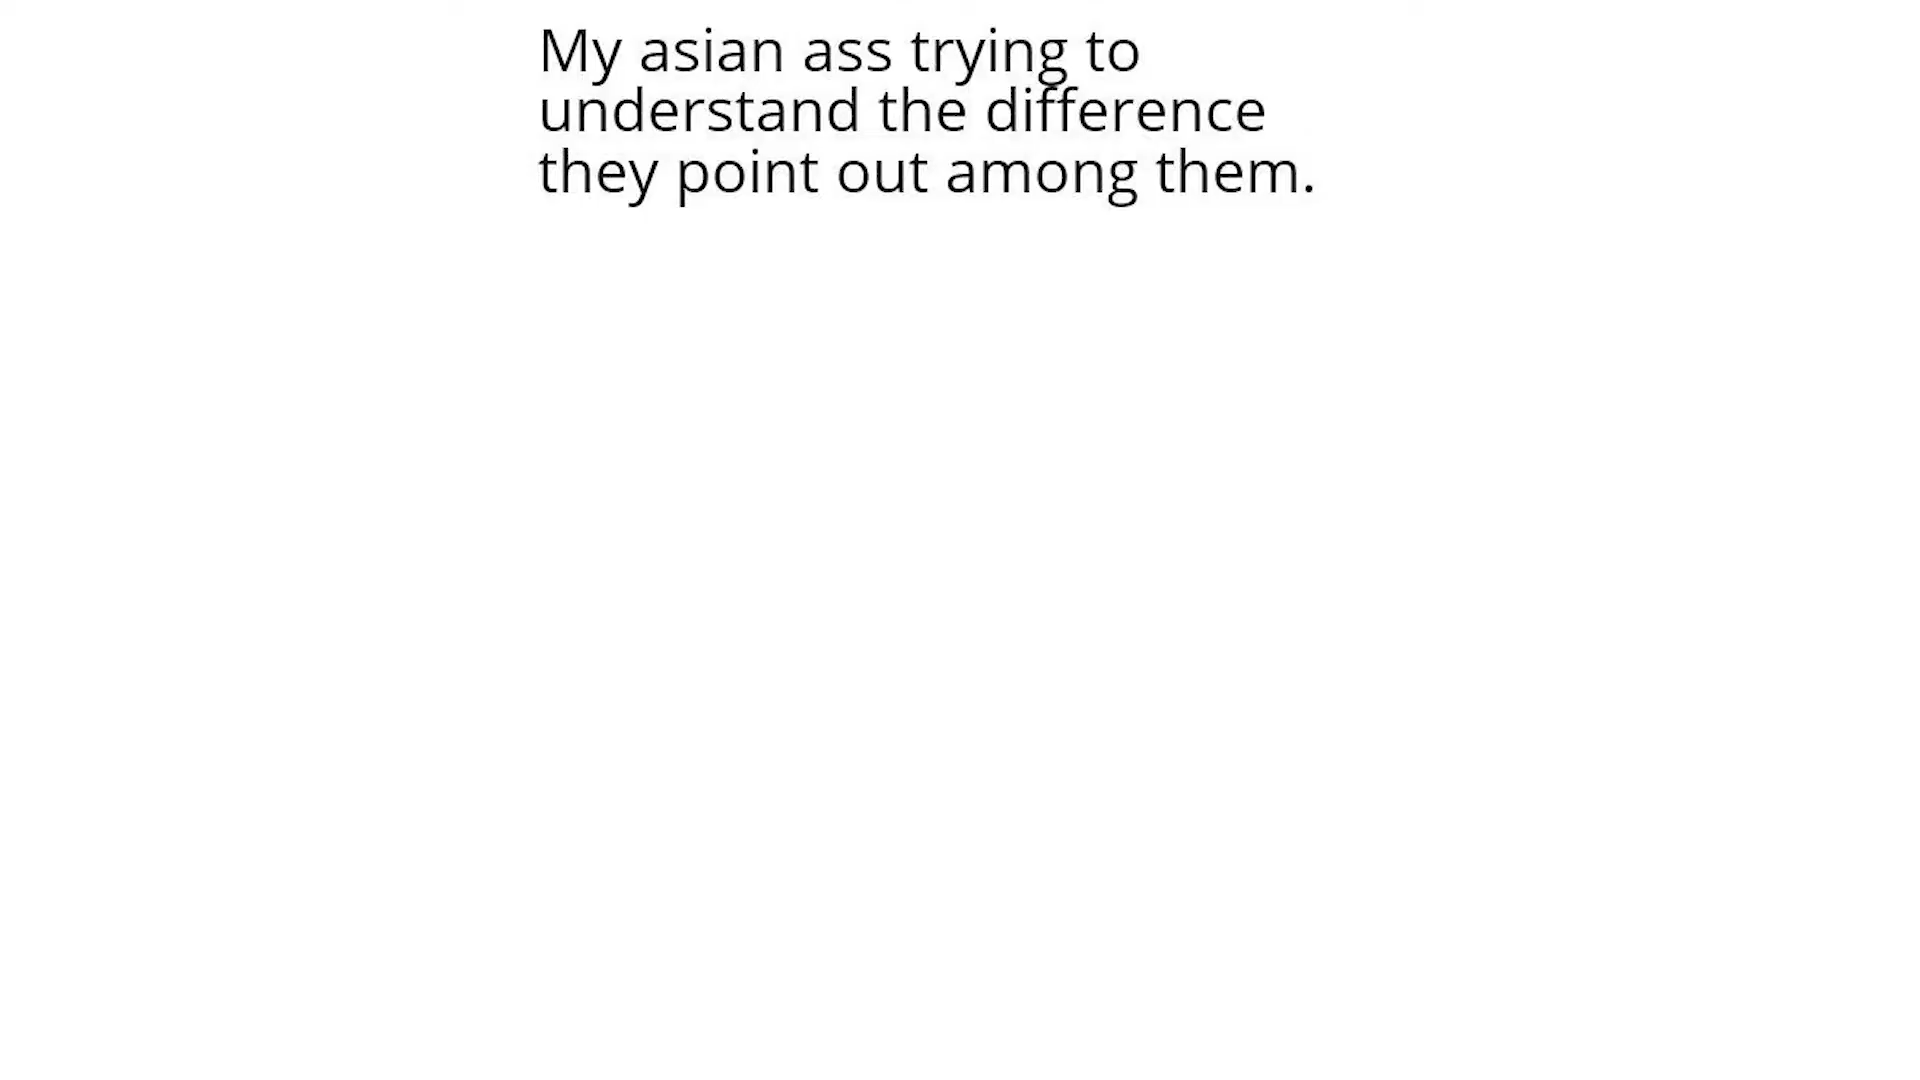 My asian ass trying to
understand the difference
they point out among them.